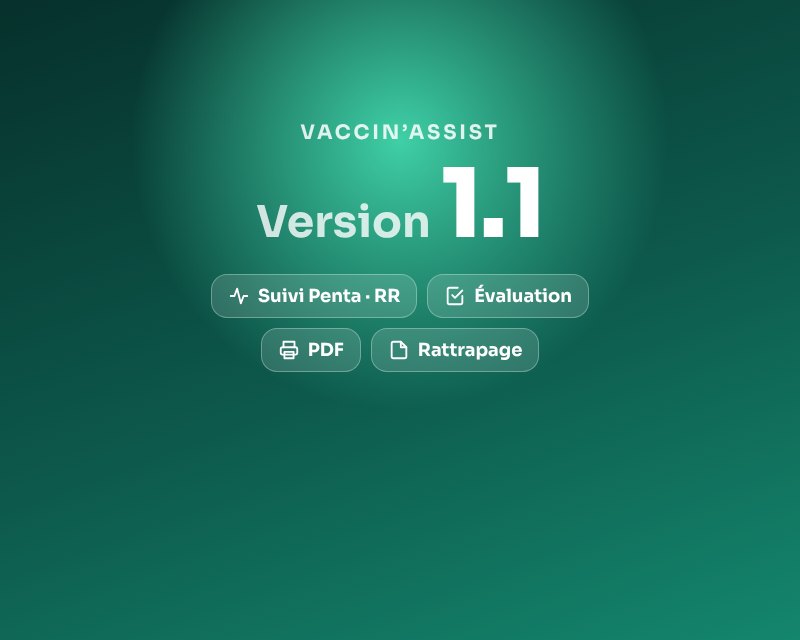 VACCIN’ASSIST
Version 1.1
Suivi Penta · RR
Évaluation
PDF
Rattrapage